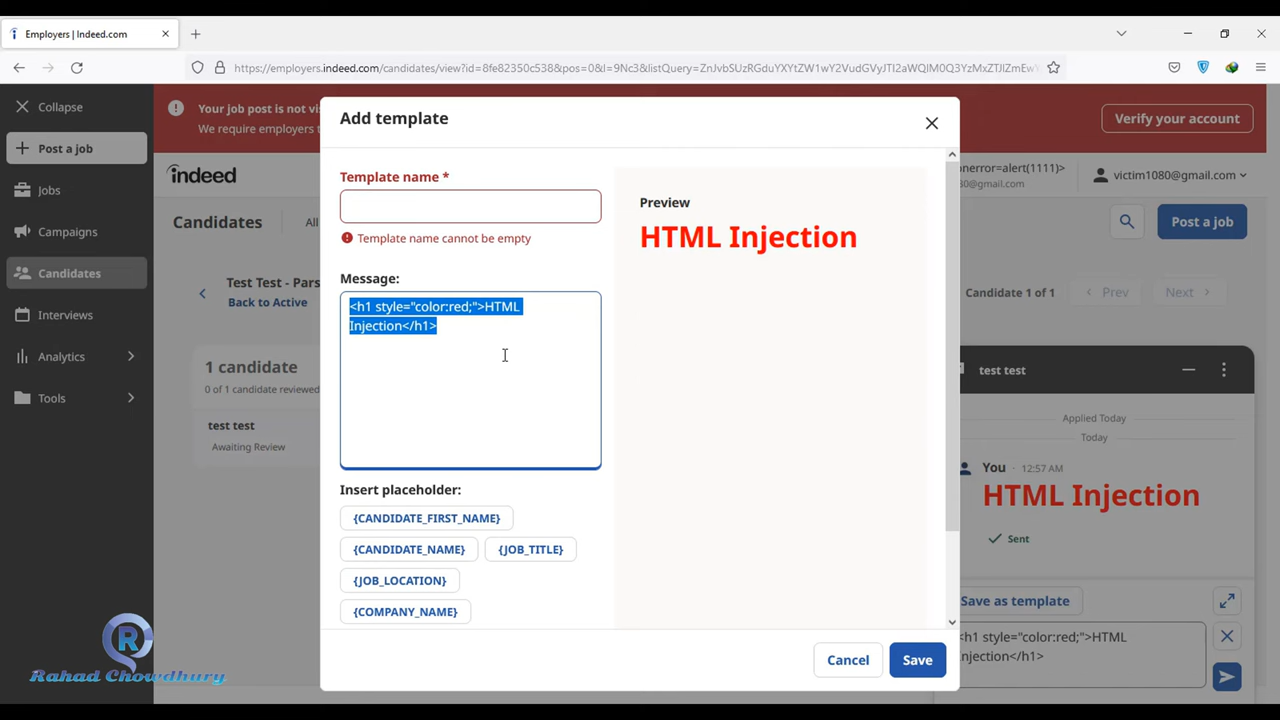 Employers | Indeed.com
https://employers.indeed.com/candidates/view?id=8fe82350c538&pos=0&l=9Nc3&listQuery=
Collapse
Post a job
Jobs
Campaigns
Candidates
Interviews
Analytics
Tools
Your job post is not vi
We require employers t
Verify your account
indeed
onerror=alert(1111)>
80@gmail.com
victim1080@gmail.com
Candidates
All
Post a job
Test Test - Pars
Back to Active
Candidate 1 of 1
Prev
Next
1 candidate
0 of 1 candidate reviewed
test test
Awaiting Review
Add template
Template name *
Template name cannot be empty
Message:
<h1 style="color:red;">HTML
Injection</h1>
Insert placeholder:
{CANDIDATE_FIRST_NAME}
{CANDIDATE_NAME}
{JOB_TITLE}
{JOB_LOCATION}
{COMPANY_NAME}
Preview
HTML Injection
Cancel
Save
test test
Applied Today
Today
You · 12:57 AM
HTML Injection
Sent
Save as template
<h1 style="color:red;">HTML
Injection</h1>
R
Rahad Chowdhury